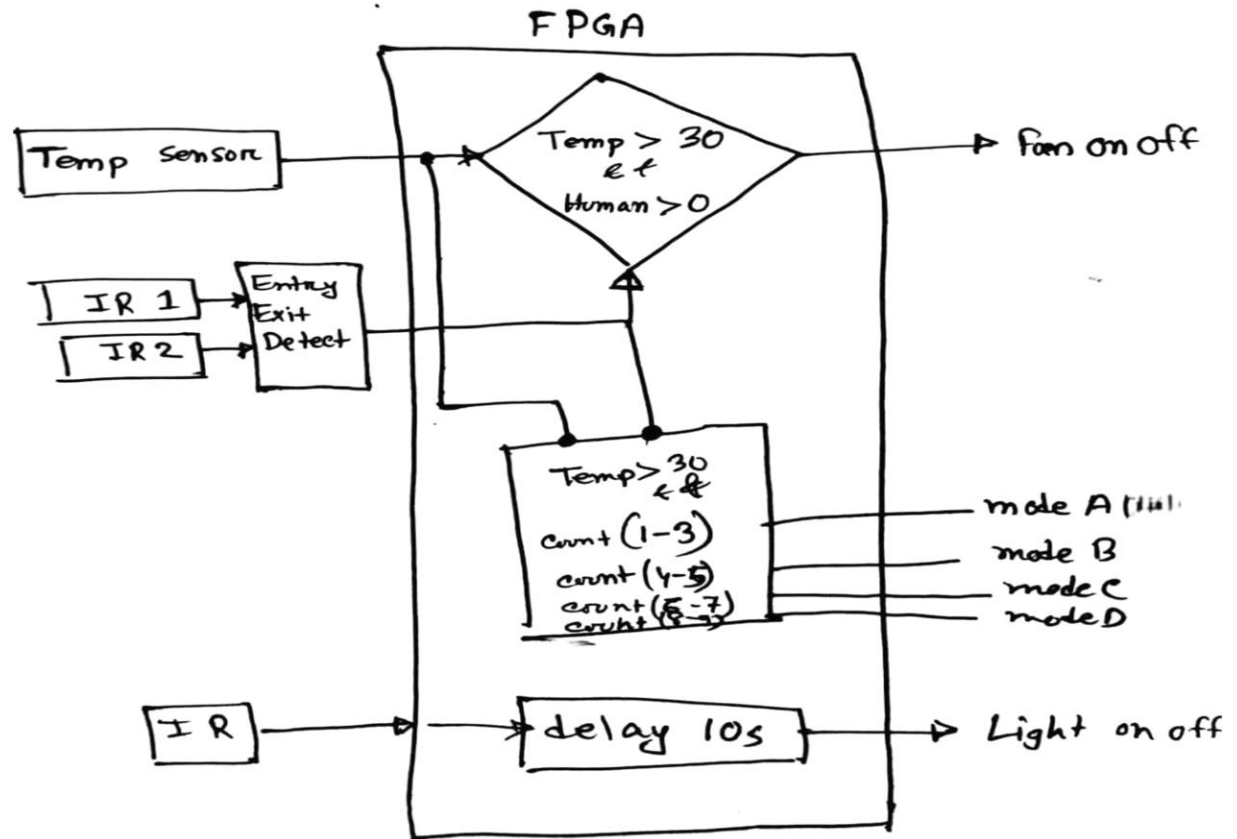 FPGA
Temp sensor
Temp > 30
&
Human > 0
Fan on off
IR 1
IR 2
Entry
Exit
Detect
Temp > 30
&
count (1-3)
count (4-5)
count (6-7)
count
mode A
mode B
mode C
mode D
IR
delay 10s
Light on off